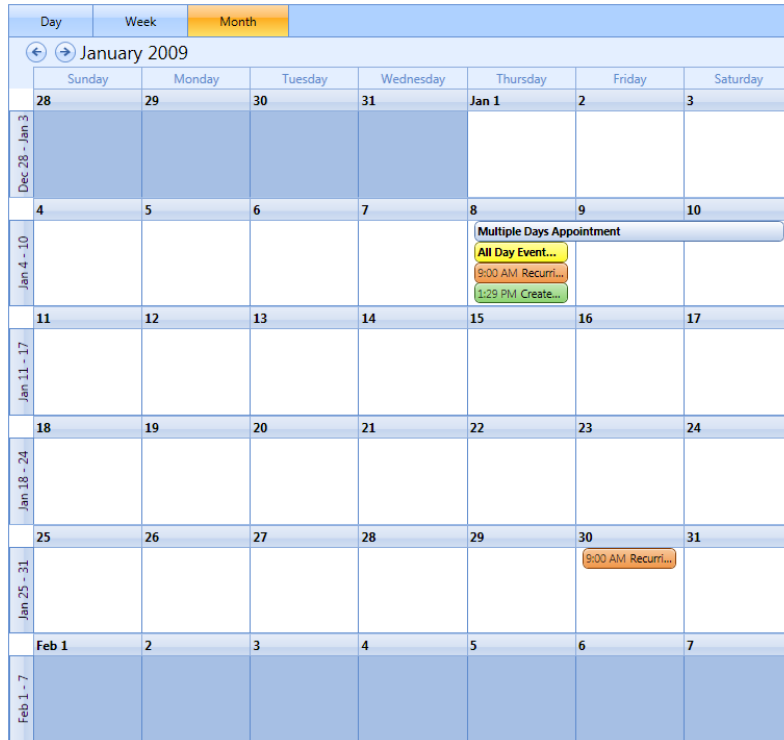 Day Week Month
January 2009
Sunday Monday Tuesday Wednesday Thursday Friday Saturday
28 29 30 31 Jan 1 2 3
Dec 28 - Jan 3
4 5 6 7 8 9 10
Jan 4 - 10
Multiple Days Appointment
All Day Event...
9:00 AM Recurri...
1:29 PM Create...
11 12 13 14 15 16 17
Jan 11 - 17
18 19 20 21 22 23 24
Jan 18 - 24
25 26 27 28 29 30 31
Jan 25 - 31
9:00 AM Recurri...
Feb 1 2 3 4 5 6 7
Feb 1 - 7